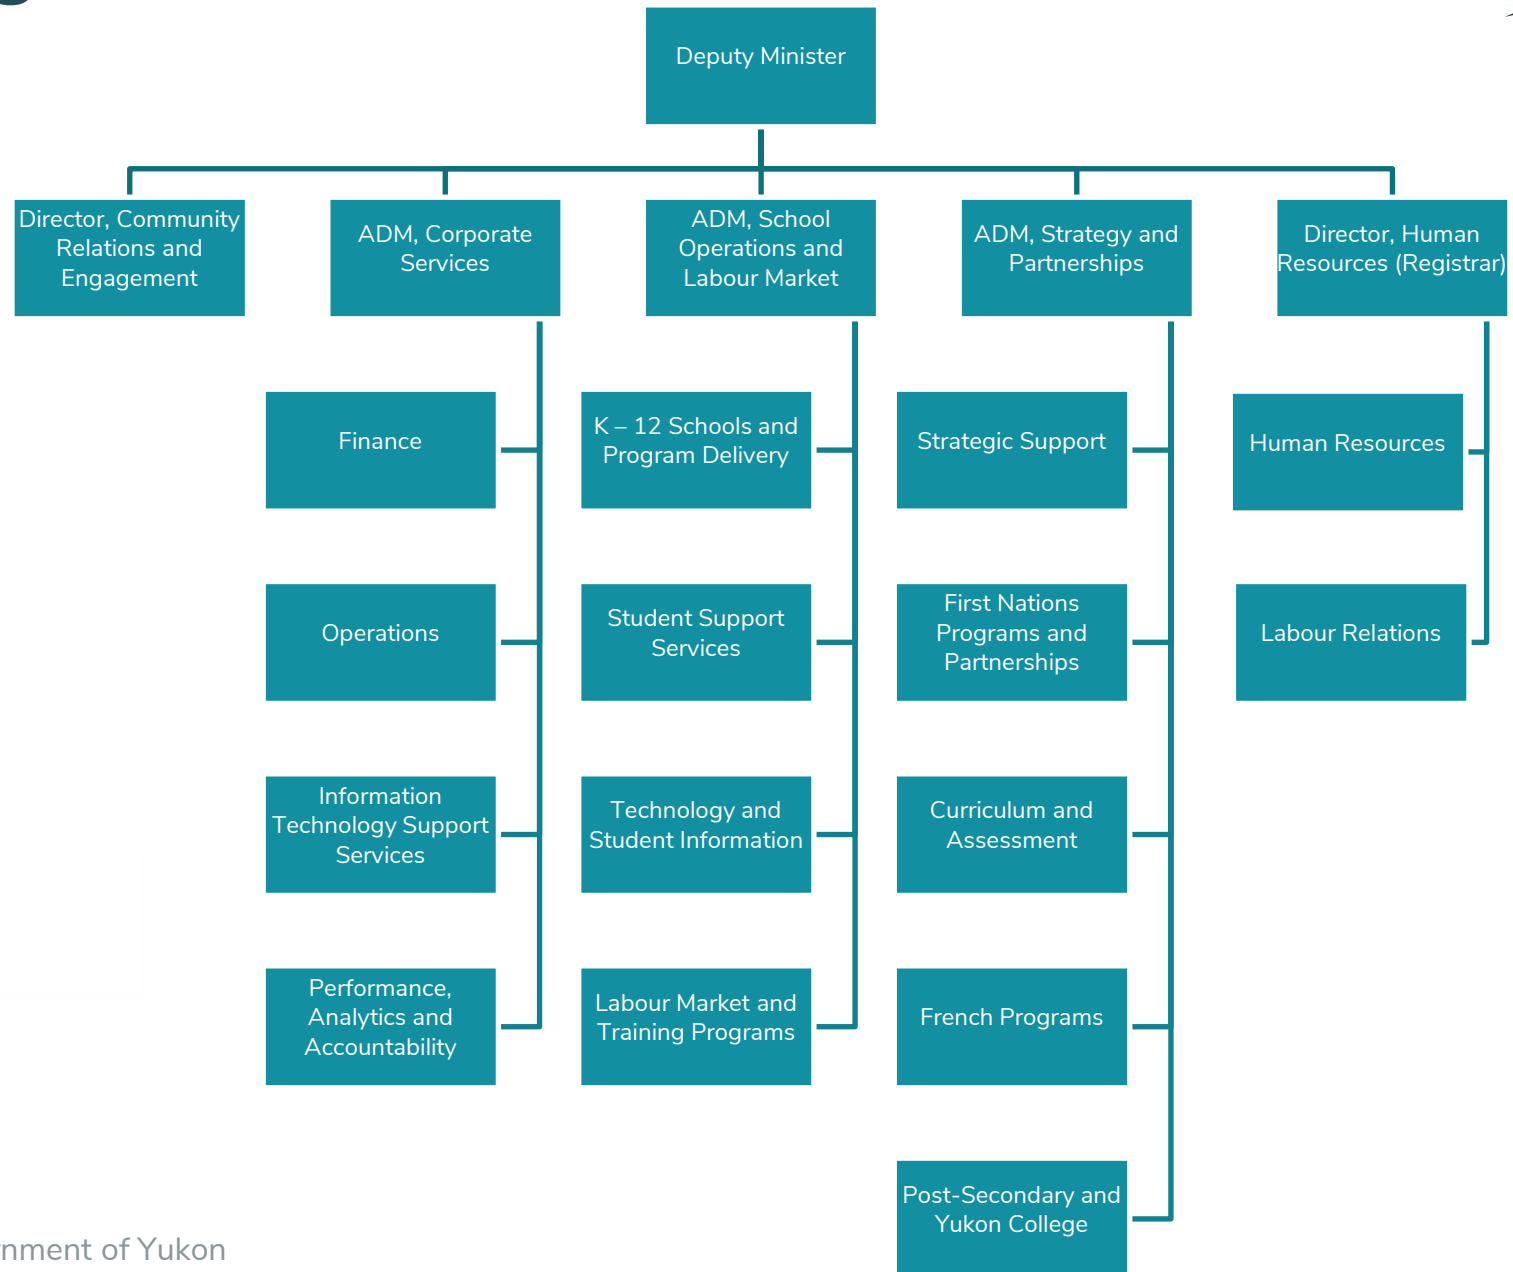 Deputy Minister
Director, Community
Relations and
Engagement
ADM, Corporate
Services
ADM, School
Operations and
Labour Market
ADM, Strategy and
Partnerships
Director, Human
Resources (Registrar)
Finance
K – 12 Schools and
Program Delivery
Strategic Support
Human Resources
Operations
Student Support
Services
First Nations
Programs and
Partnerships
Labour Relations
Information
Technology Support
Services
Technology and
Student Information
Curriculum and
Assessment
Performance,
Analytics and
Accountability
Labour Market and
Training Programs
French Programs
Post-Secondary and
Yukon College
of Yukon